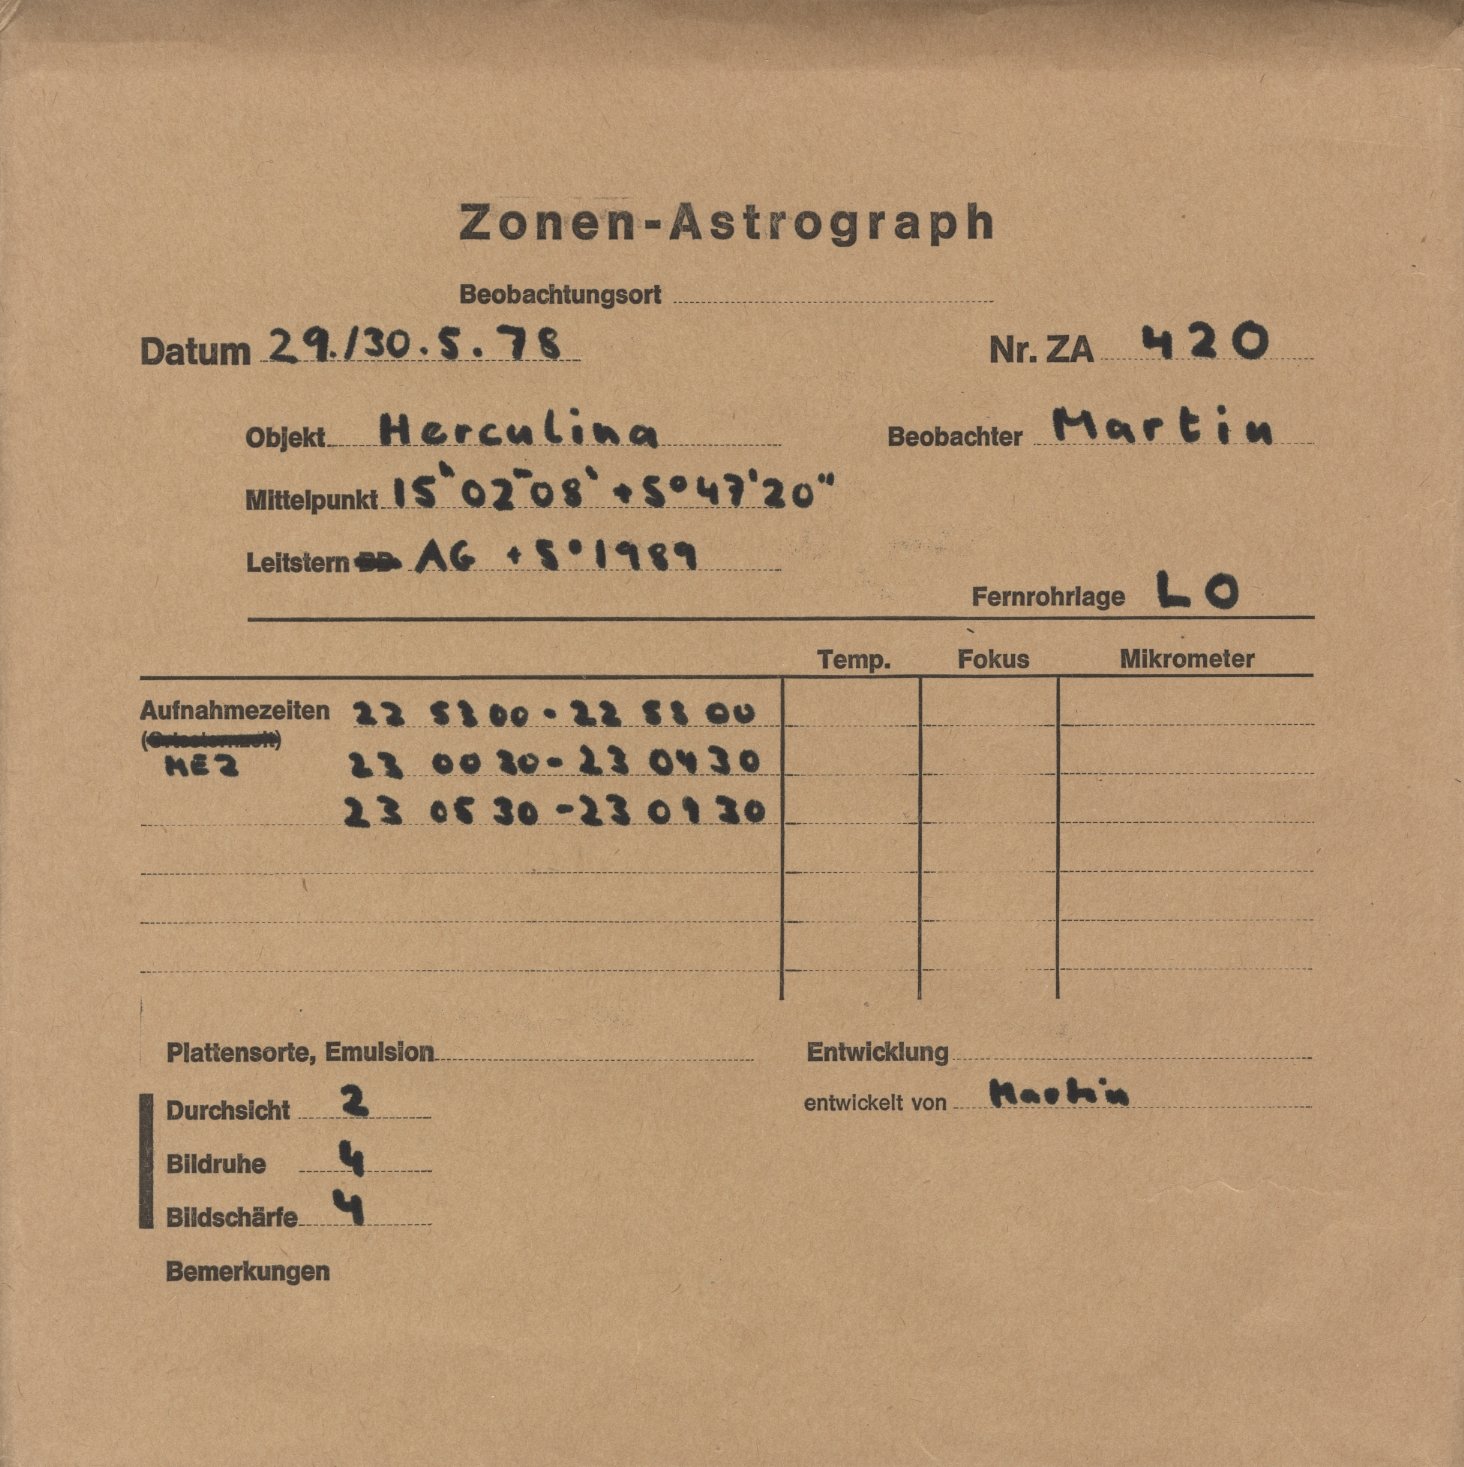 Zonen-Astrograph
Beobachtungsort
Datum 29./30.5.78 Nr. ZA 420
Objekt Herculina Beobachter Martin
Mittelpunkt 15h 02m 08s +5° 47' 20"
Leitstern AG +5° 1989
Fernrohrlage LO
Temp. Fokus Mikrometer
Aufnahmezeiten 22 53 00 - 22 58 00
MEZ 23 00 30 - 23 04 30
23 05 30 - 23 09 30
Plattensorte, Emulsion Entwicklung
Durchsicht 2 entwickelt von Martin
Bildruhe 4
Bildschärfe 4
Bemerkungen